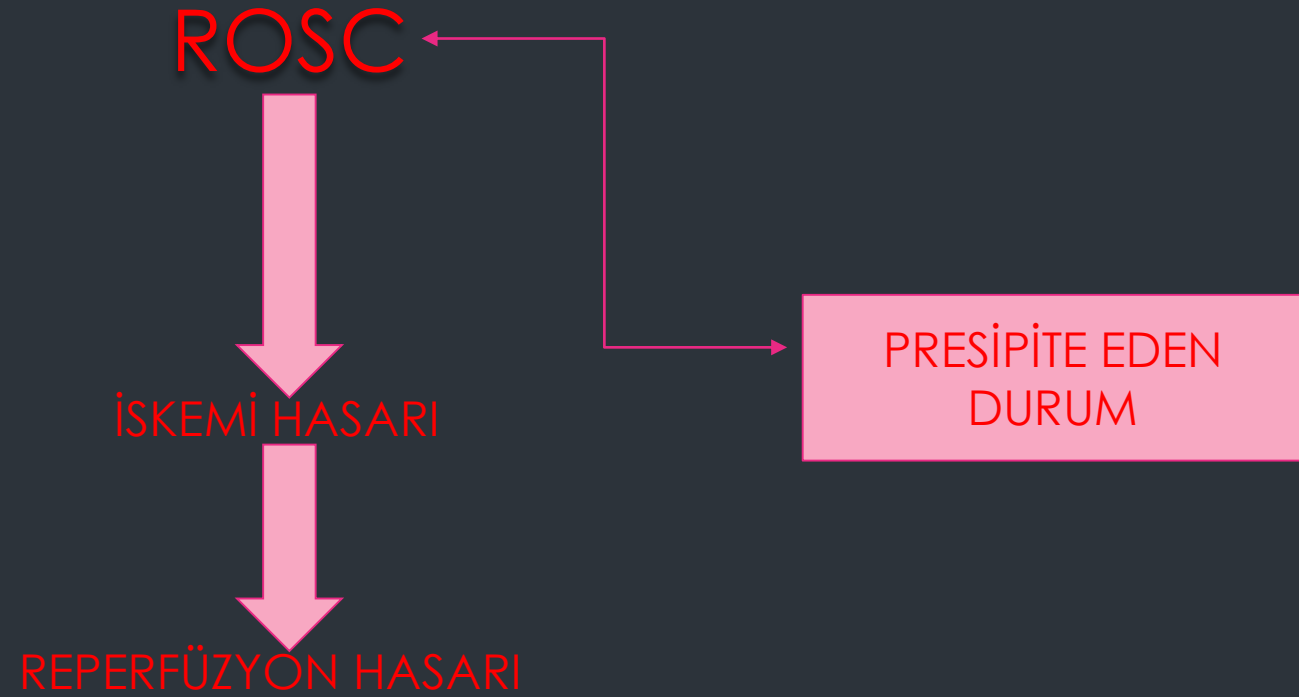 ROSC
PRESİPİTE EDEN
DURUM
İSKEMİ HASARI
REPERFÜZYON HASARI